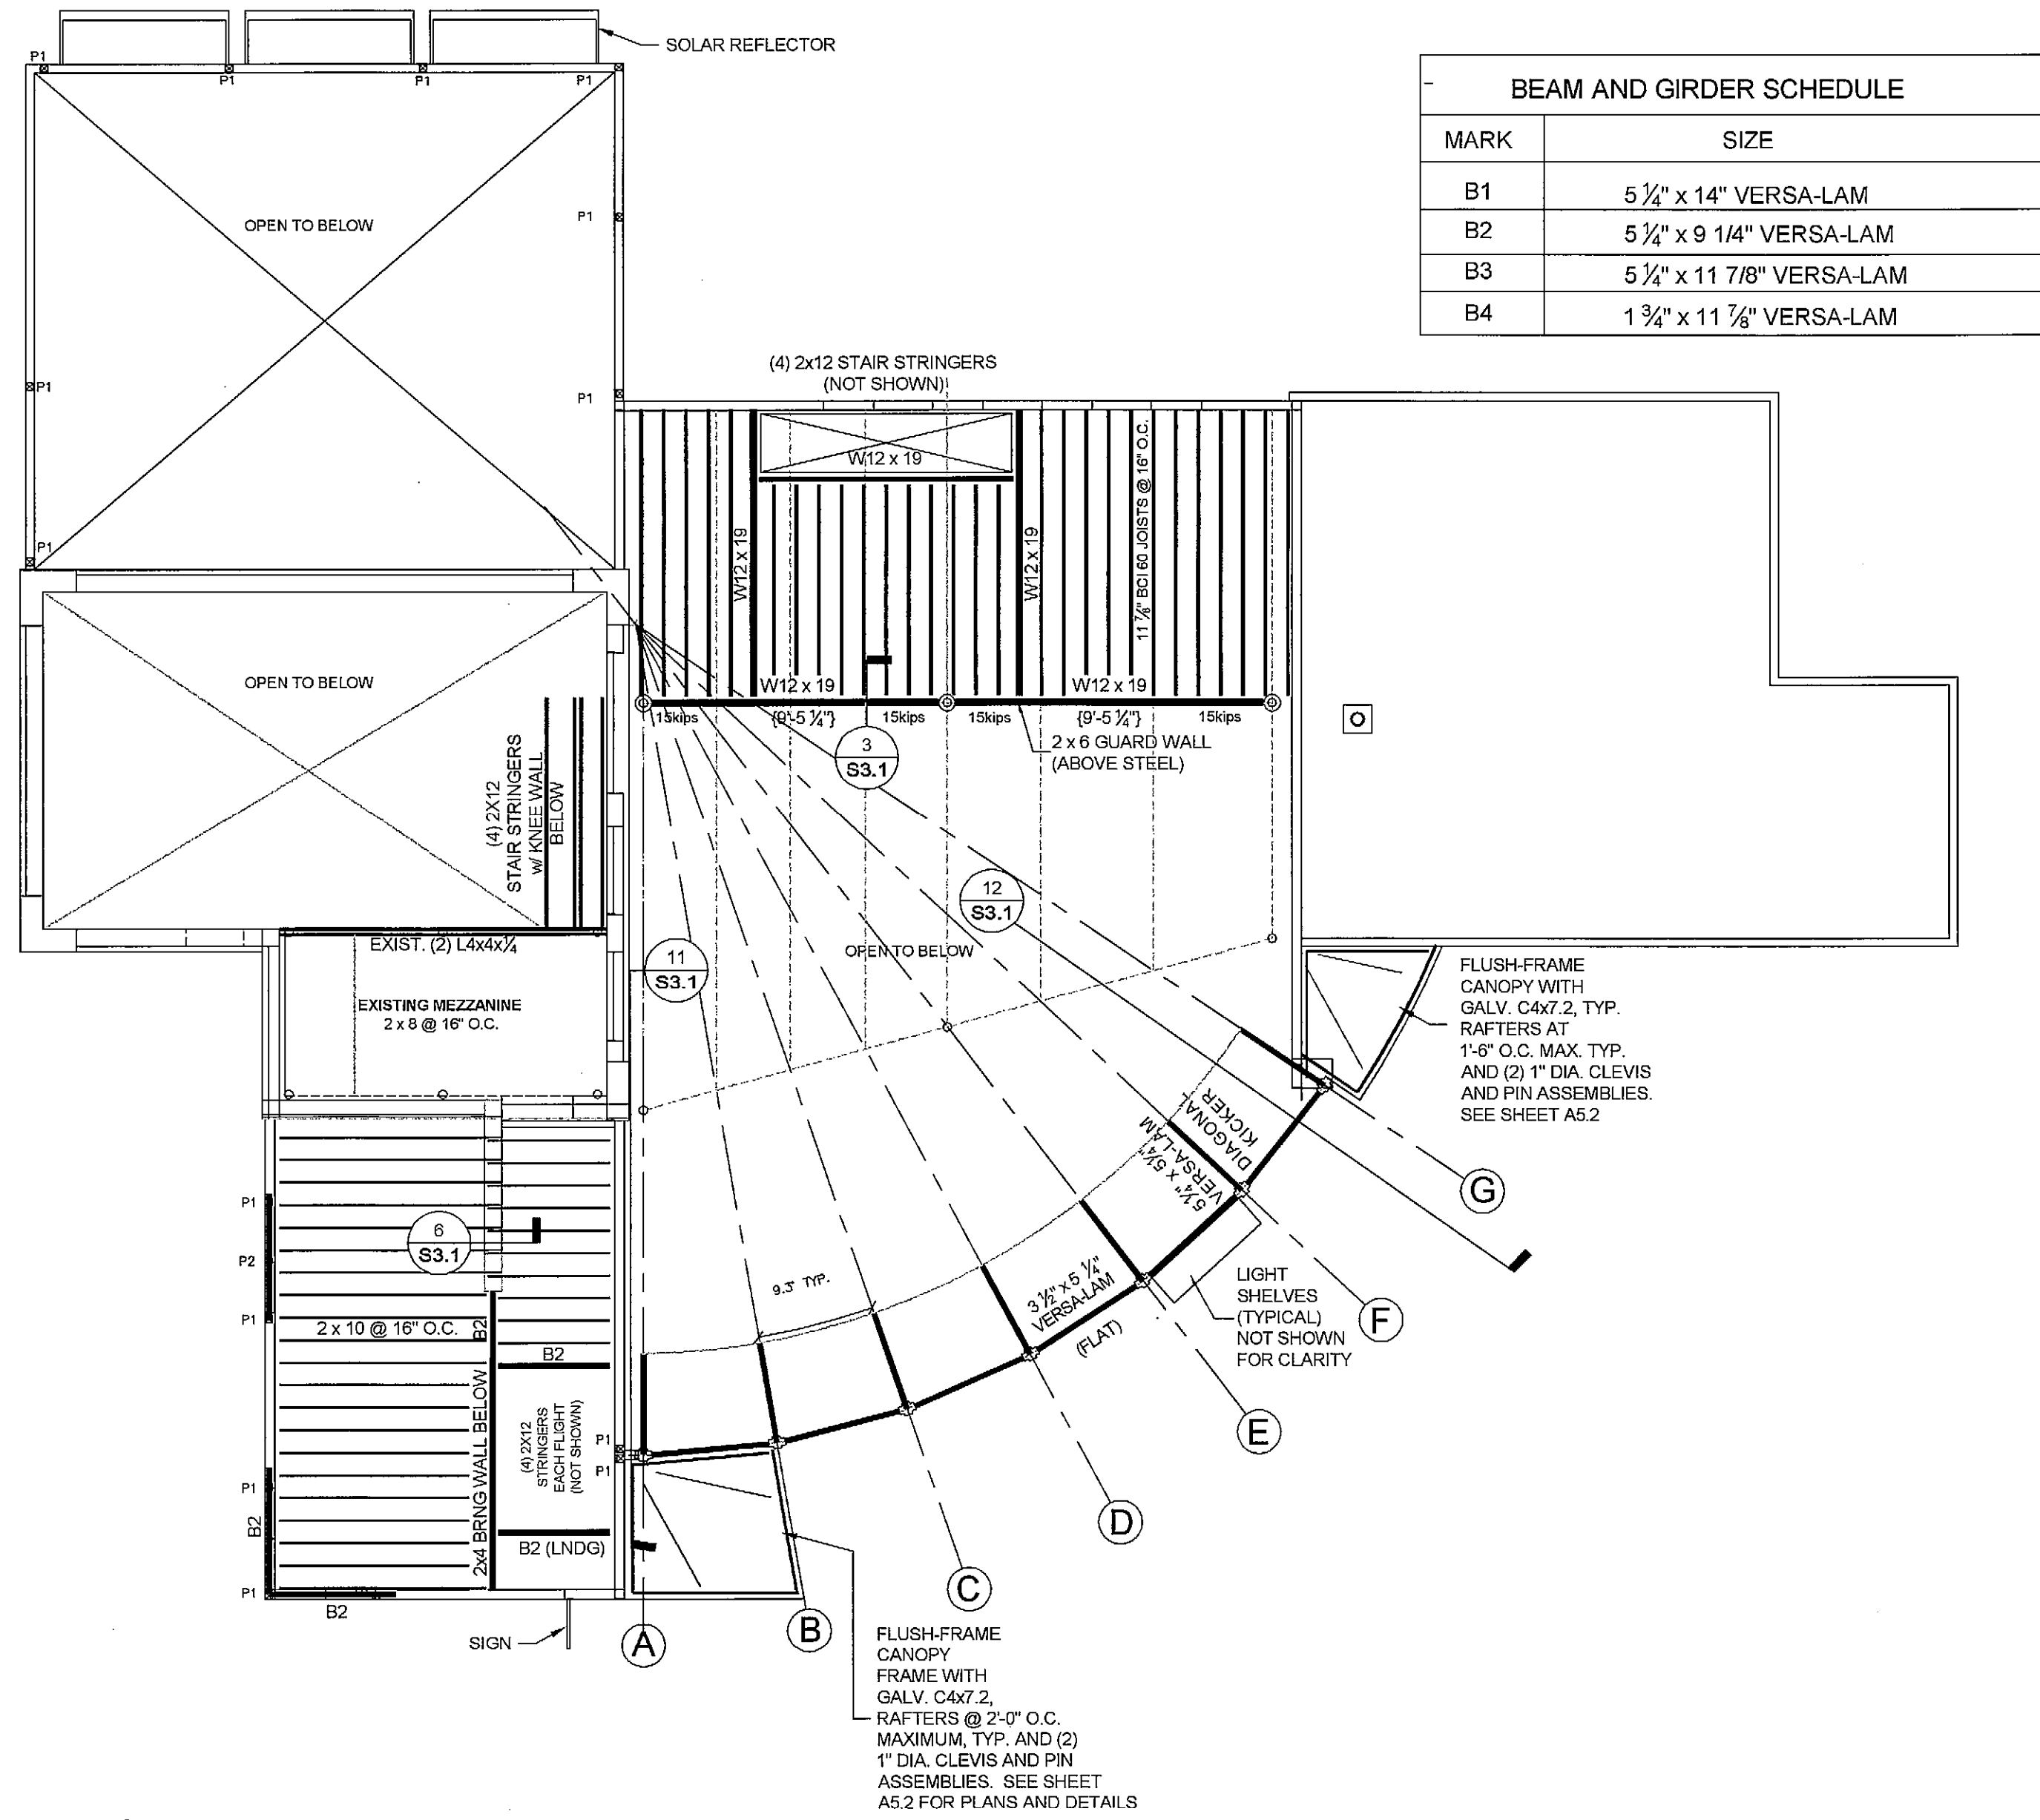 SOLAR REFLECTOR
P1
P1
P1
P1
OPEN TO BELOW
P1
P1
P1
P1
BEAM AND GIRDER SCHEDULE
MARK SIZE
B1 5 ¼" x 14" VERSA-LAM
B2 5 ¼" x 9 1/4" VERSA-LAM
B3 5 ¼" x 11 7/8" VERSA-LAM
B4 1 ¾" x 11 ⅞" VERSA-LAM
(4) 2x12 STAIR STRINGERS
(NOT SHOWN)
W12 x 19
W12 x 19
W12 x 19
11 ⅞" BCI 60 JOISTS @ 16" O.C.
W12 x 19
W12 x 19
15kips
{9'-5 ¼"}
15kips
15kips
{9'-5 ¼"}
15kips
2 x 6 GUARD WALL
(ABOVE STEEL)
3
S3.1
OPEN TO BELOW
(4) 2X12
STAIR STRINGERS
w/ KNEE WALL
BELOW
EXIST. (2) L4x4x¼
EXISTING MEZZANINE
2 x 8 @ 16" O.C.
11
S3.1
12
S3.1
OPEN TO BELOW
FLUSH-FRAME
CANOPY WITH
GALV. C4x7.2, TYP.
RAFTERS AT
1'-6" O.C. MAX. TYP.
AND (2) 1" DIA. CLEVIS
AND PIN ASSEMBLIES.
SEE SHEET A5.2
DIAGONAL
KICKER
5¼" X 5¼"
VERSA-LAM
3 ½" x 5 ¼"
VERSA-LAM
(FLAT)
9.3' TYP.
LIGHT
SHELVES
(TYPICAL)
NOT SHOWN
FOR CLARITY
P1
P2
P1
6
S3.1
2 x 10 @ 16" O.C.
B2
B2
2x4 BRNG WALL BELOW
(4) 2X12
STRINGERS
EACH FLIGHT
(NOT SHOWN)
P1
P1
P1
B2
P1
B2
B2 (LNDG)
SIGN
A
B
C
D
E
F
G
FLUSH-FRAME
CANOPY
FRAME WITH
GALV. C4x7.2,
RAFTERS @ 2'-0" O.C.
MAXIMUM, TYP. AND (2)
1" DIA. CLEVIS AND PIN
ASSEMBLIES. SEE SHEET
A5.2 FOR PLANS AND DETAILS